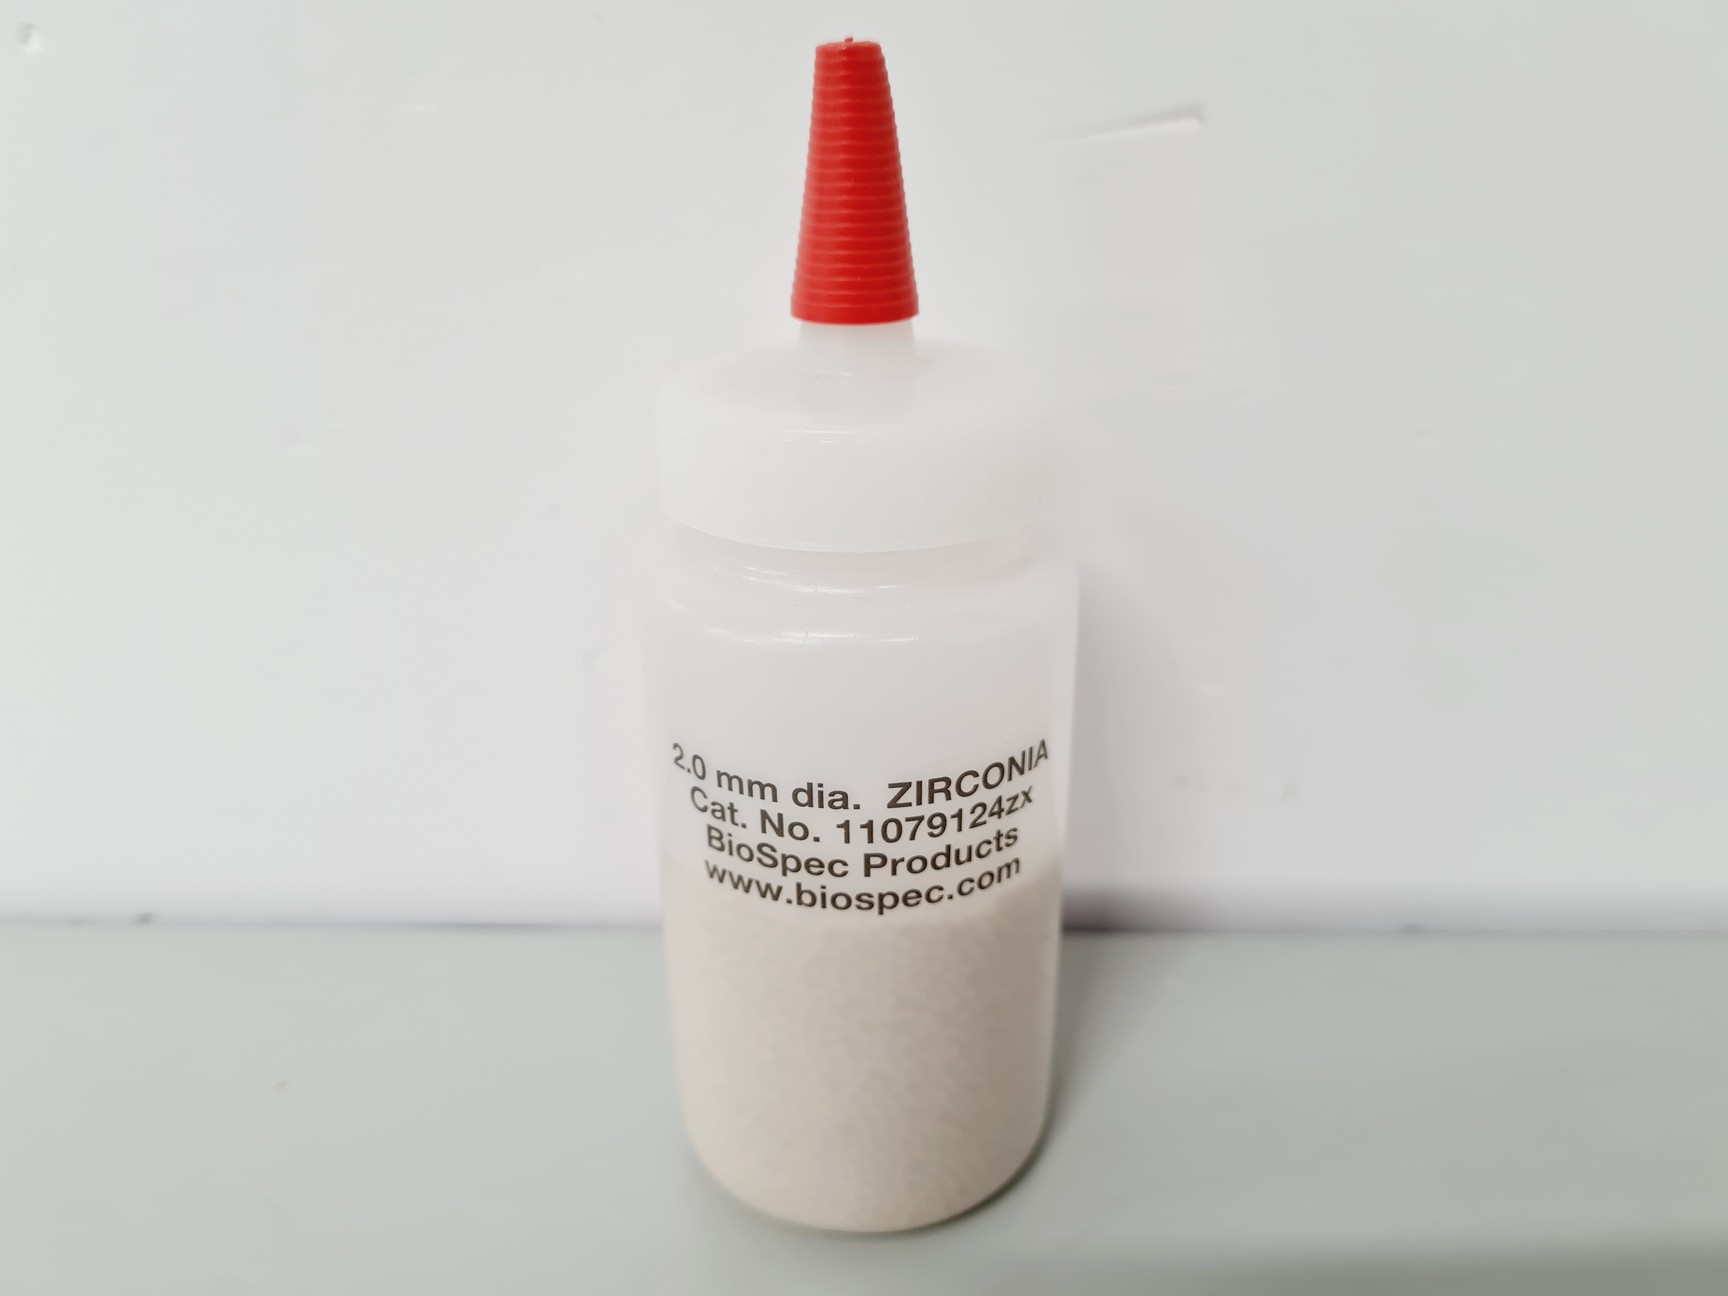 2.0 mm dia. ZIRCONIA
Cat. No. 11079124zx
BioSpec Products
www.biospec.com